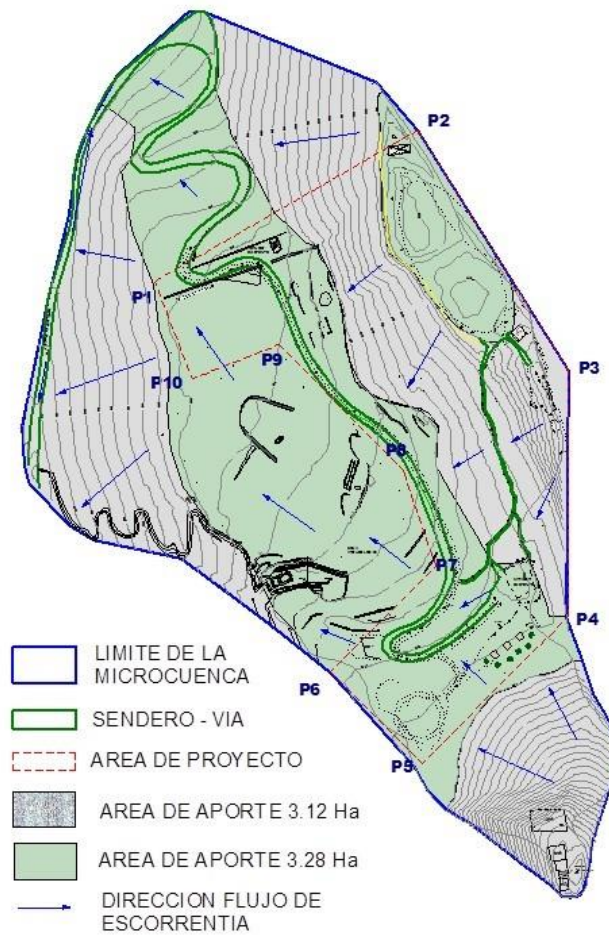 P2
P1
P3
P9
P10
P8
P7
P4
P6
P5
LIMITE DE LA
MICROCUENCA
SENDERO - VIA
AREA DE PROYECTO
AREA DE APORTE 3.12 Ha
AREA DE APORTE 3.28 Ha
DIRECCION FLUJO DE
ESCORRENTIA